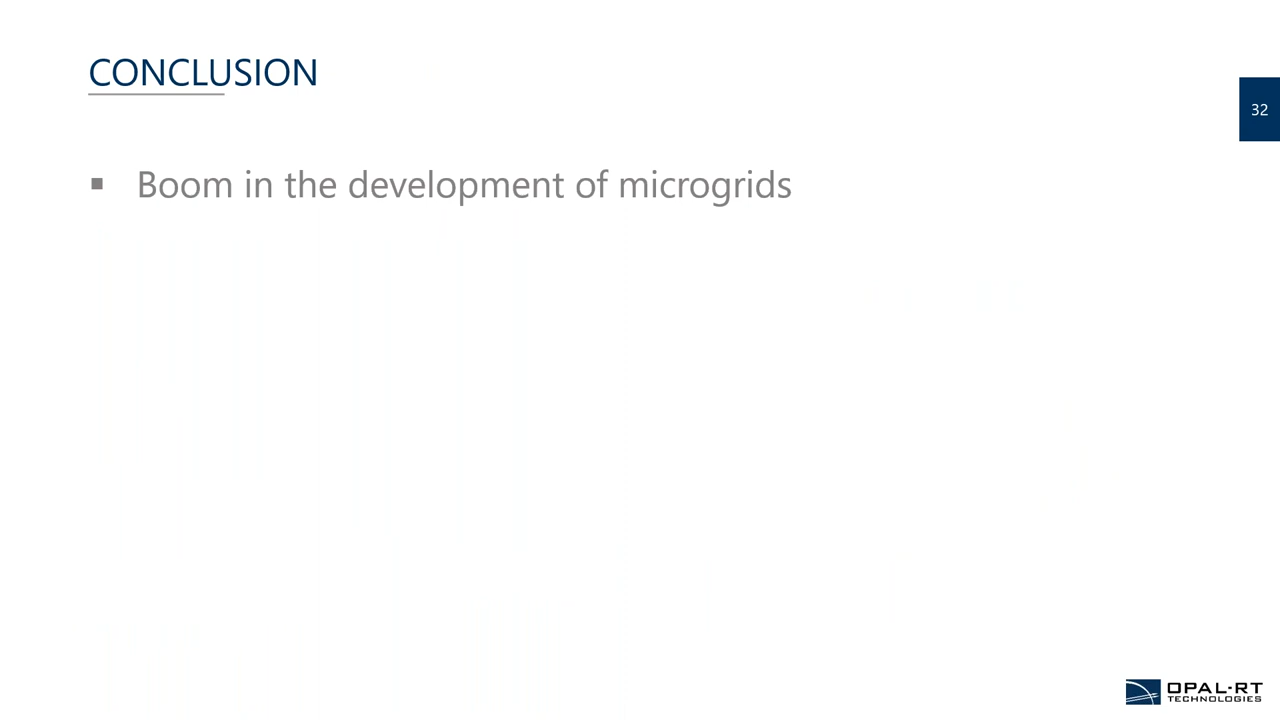 CONCLUSION
32
▪ Boom in the development of microgrids
OPAL-RT
TECHNOLOGIES